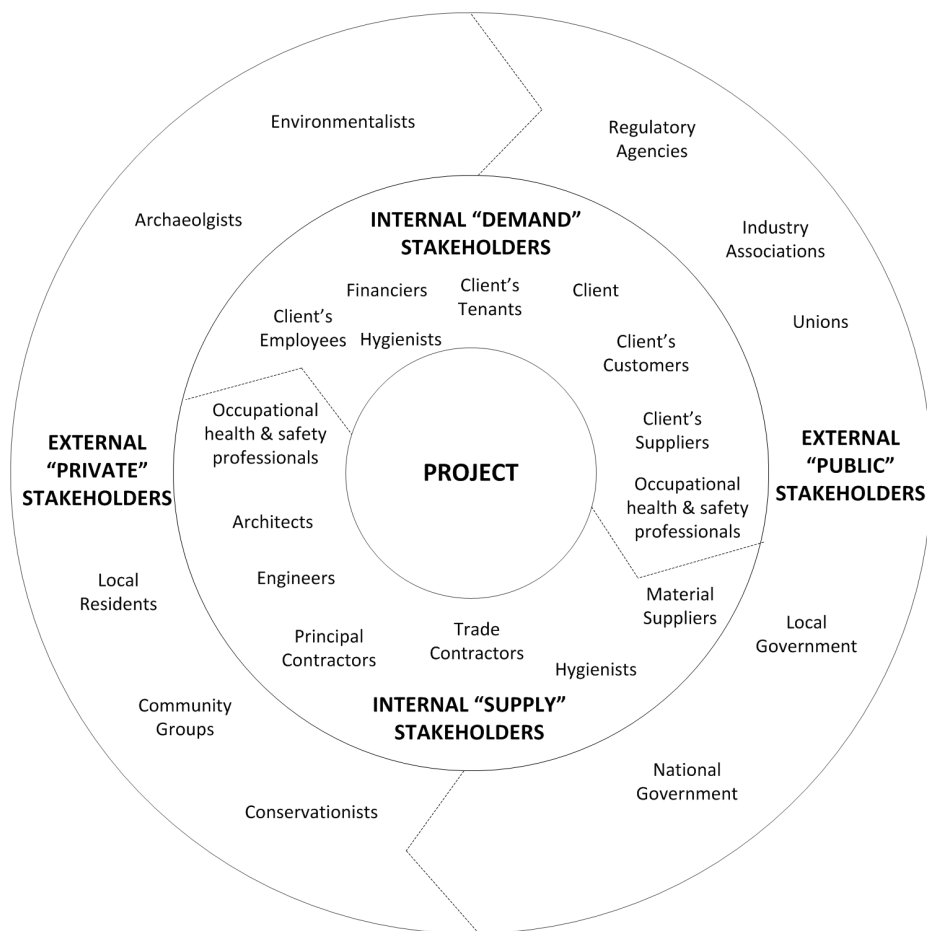 Environmentalists
Regulatory
Agencies
Archaeolgists
Industry
Associations
Unions
INTERNAL “DEMAND”
STAKEHOLDERS
Financiers
Client’s
Tenants
Client
Client’s
Employees
Hygienists
Client’s
Customers
Client’s
Suppliers
Occupational
health & safety
professionals
Occupational
health & safety
professionals
EXTERNAL
“PRIVATE”
STAKEHOLDERS
PROJECT
EXTERNAL
“PUBLIC”
STAKEHOLDERS
Architects
Engineers
Principal
Contractors
Trade
Contractors
Hygienists
Material
Suppliers
INTERNAL “SUPPLY”
STAKEHOLDERS
Local
Residents
Local
Government
Community
Groups
National
Government
Conservationists